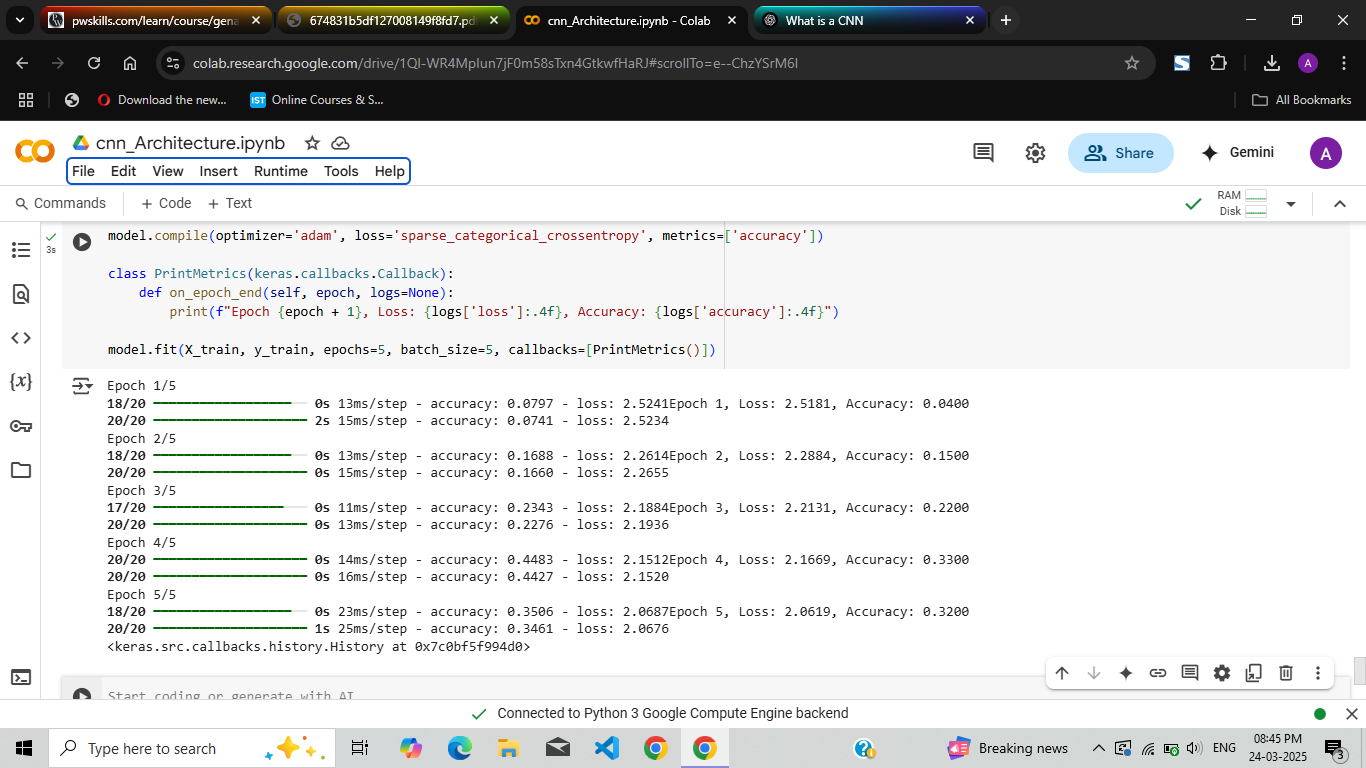 pwskills.com/learn/course/gena
674831b5df127008149f8fd7.pd
cnn_Architecture.ipynb - Colab
What is a CNN
colab.research.google.com/drive/1QI-WR4MpIun7jF0m58sTxn4GtkwfHaRJ#scrollTo=e--ChzYSrM6I
A
Download the new...
IST
Online Courses & S...
All Bookmarks
cnn_Architecture.ipynb
File Edit View Insert Runtime Tools Help
Share
Gemini
A
Commands
+ Code + Text
RAM
Disk
3s
model.compile(optimizer='adam', loss='sparse_categorical_crossentropy', metrics=['accuracy'])
class PrintMetrics(keras.callbacks.Callback):
def on_epoch_end(self, epoch, logs=None):
print(f"Epoch {epoch + 1}, Loss: {logs['loss']:.4f}, Accuracy: {logs['accuracy']:.4f}")
model.fit(X_train, y_train, epochs=5, batch_size=5, callbacks=[PrintMetrics()])
{x}
Epoch 1/5
18/20 0s 13ms/step - accuracy: 0.0797 - loss: 2.5241Epoch 1, Loss: 2.5181, Accuracy: 0.0400
20/20 2s 15ms/step - accuracy: 0.0741 - loss: 2.5234
Epoch 2/5
18/20 0s 13ms/step - accuracy: 0.1688 - loss: 2.2614Epoch 2, Loss: 2.2884, Accuracy: 0.1500
20/20 0s 15ms/step - accuracy: 0.1660 - loss: 2.2655
Epoch 3/5
17/20 0s 11ms/step - accuracy: 0.2343 - loss: 2.1884Epoch 3, Loss: 2.2131, Accuracy: 0.2200
20/20 0s 13ms/step - accuracy: 0.2276 - loss: 2.1936
Epoch 4/5
20/20 0s 14ms/step - accuracy: 0.4483 - loss: 2.1512Epoch 4, Loss: 2.1669, Accuracy: 0.3300
20/20 0s 16ms/step - accuracy: 0.4427 - loss: 2.1520
Epoch 5/5
18/20 0s 23ms/step - accuracy: 0.3506 - loss: 2.0687Epoch 5, Loss: 2.0619, Accuracy: 0.3200
20/20 1s 25ms/step - accuracy: 0.3461 - loss: 2.0676
<keras.src.callbacks.history.History at 0x7c0bf5f994d0>
Start coding or generate with AI
Connected to Python 3 Google Compute Engine backend
Type here to search
Breaking news
ENG
08:45 PM
24-03-2025
3